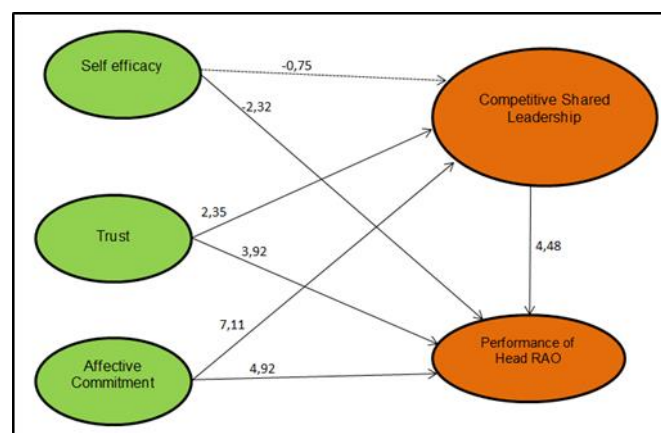 Self efficacy
-0,75
Competitive Shared
Leadership
-2,32
2,35
Trust
3,92
4,48
7,11
Affective
Commitment
4,92
Performance of
Head RAO